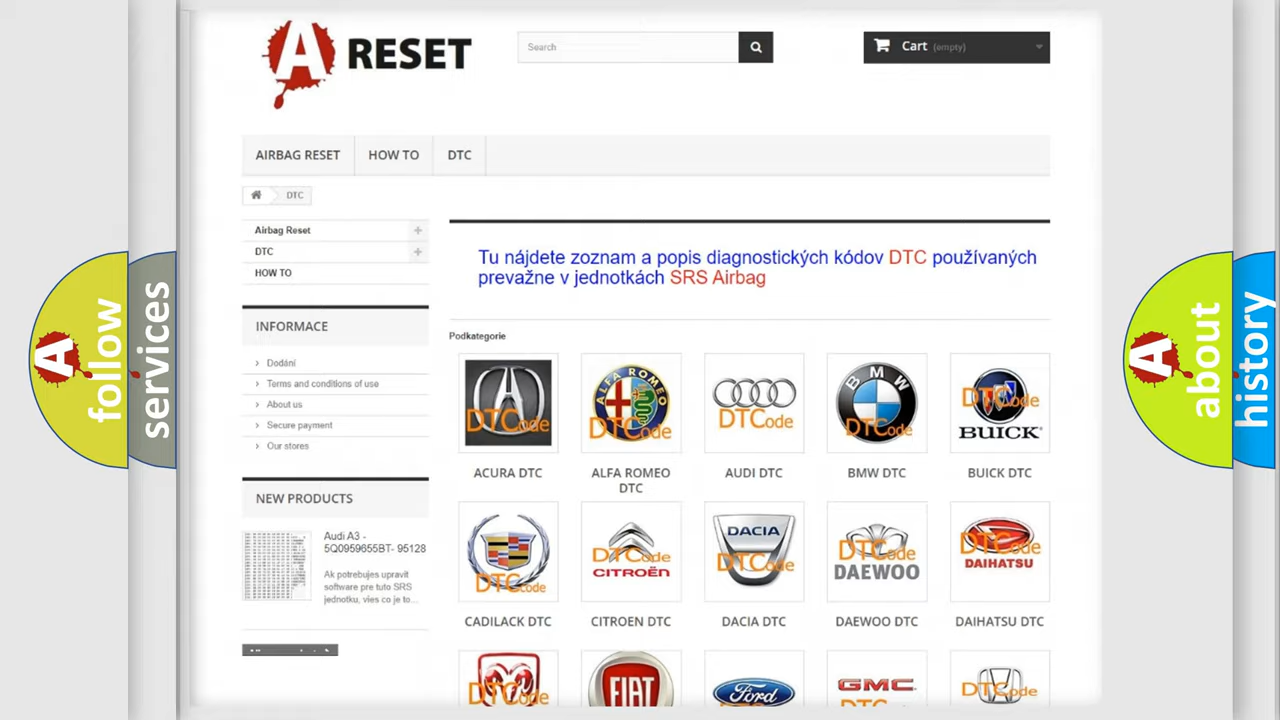 A RESET
Search
Cart (empty)
AIRBAG RESET
HOW TO
DTC
DTC
Airbag Reset
DTC
HOW TO
Tu nájdete zoznam a popis diagnostických kódov DTC používaných
prevažne v jednotkách SRS Airbag
INFORMACE
Dodání
Terms and conditions of use
About us
Secure payment
Our stores
NEW PRODUCTS
Audi A3 -
5Q0959655BT- 95128
Ak potrebujes upravit
software pre tuto SRS
jednotku, vies co je to...
Podkategorie
DTCode
ALFA ROMEO
DTCode
DTCode
BMW
DTCode
DTCode
BUICK
ACURA DTC
ALFA ROMEO
DTC
AUDI DTC
BMW DTC
BUICK DTC
DTCode
DTCode
CITROËN
DACIA
DTCode
DTCode
DAEWOO
DTCode
DAIHATSU
CADILACK DTC
CITROEN DTC
DACIA DTC
DAEWOO DTC
DAIHATSU DTC
DTCode
FIAT
Ford
GMC
DTCode
A follow
services
A about
history